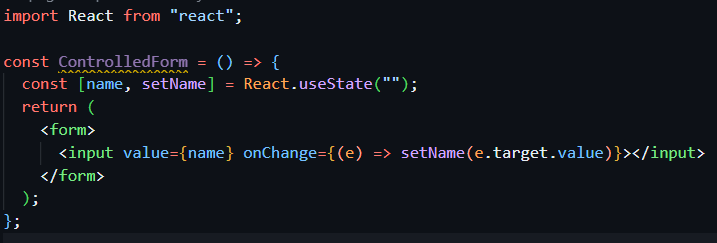 import React from "react";
const ControlledForm = () => {
const [name, setName] = React.useState("");
return (
<form>
<input value={name} onChange={(e) => setName(e.target.value)}></input>
</form>
);
};